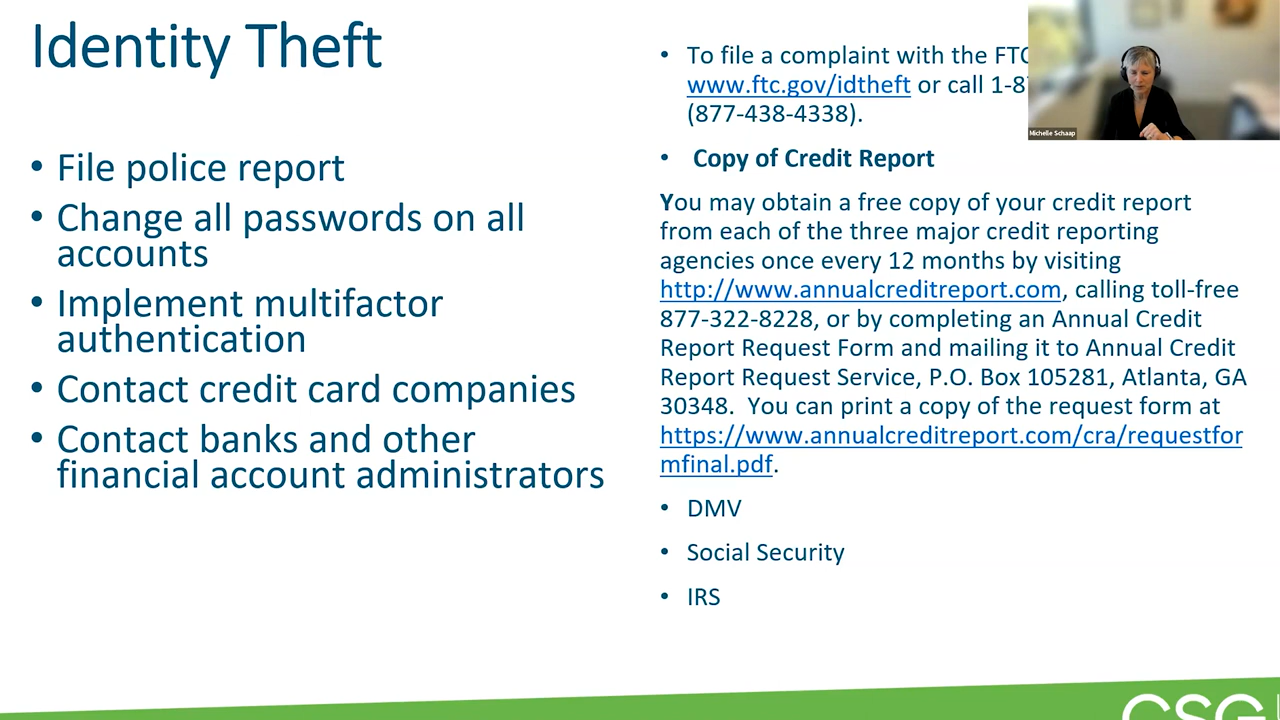 Identity Theft
• File police report
• Change all passwords on all
accounts
• Implement multifactor
authentication
• Contact credit card companies
• Contact banks and other
financial account administrators
• To file a complaint with the FTC
www.ftc.gov/idtheft or call 1-87
(877-438-4338).
• Copy of Credit Report
You may obtain a free copy of your credit report
from each of the three major credit reporting
agencies once every 12 months by visiting
http://www.annualcreditreport.com, calling toll-free
877-322-8228, or by completing an Annual Credit
Report Request Form and mailing it to Annual Credit
Report Request Service, P.O. Box 105281, Atlanta, GA
30348. You can print a copy of the request form at
https://www.annualcreditreport.com/cra/requestfor
mfinal.pdf.
• DMV
• Social Security
• IRS
Michelle Schaap
CSG